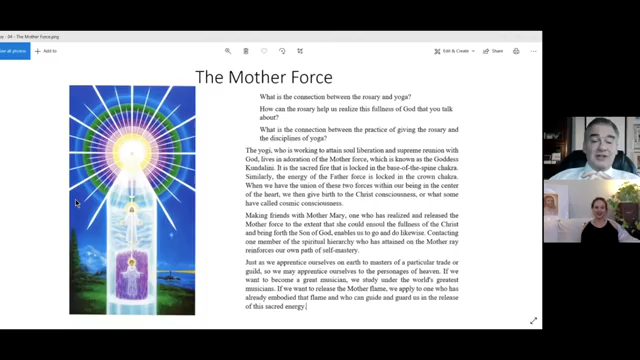 - 04 - The Mother Force.png
See all photos
Add to
Edit & Create
Share
The Mother Force
What is the connection between the rosary and yoga?
How can the rosary help us realize this fullness of God that you talk
about?
What is the connection between the practice of giving the rosary and
the disciplines of yoga?
The yogi, who is working to attain soul liberation and supreme reunion with
God, lives in adoration of the Mother force, which is known as the Goddess
Kundalini. It is the sacred fire that is locked in the base-of-the-spine chakra.
Similarly, the energy of the Father force is locked in the crown chakra.
When we have the union of these two forces within our being in the center
of the heart, we then give birth to the Christ consciousness, or what some
have called cosmic consciousness.
Making friends with Mother Mary, one who has realized and released the
Mother force to the extent that she could ensoul the fullness of the Christ
and bring forth the Son of God, enables us to go and do likewise. Contacting
one member of the spiritual hierarchy who has attained on the Mother ray
reinforces our own path of self-mastery.
Just as we apprentice ourselves on earth to masters of a particular trade or
guild, so we may apprentice ourselves to the personages of heaven. If we
want to become a great musician, we study under the world's greatest
musicians. If we want to release the Mother flame, we apply to one who has
already embodied that flame and who can guide and guard us in the release
of this sacred energy.